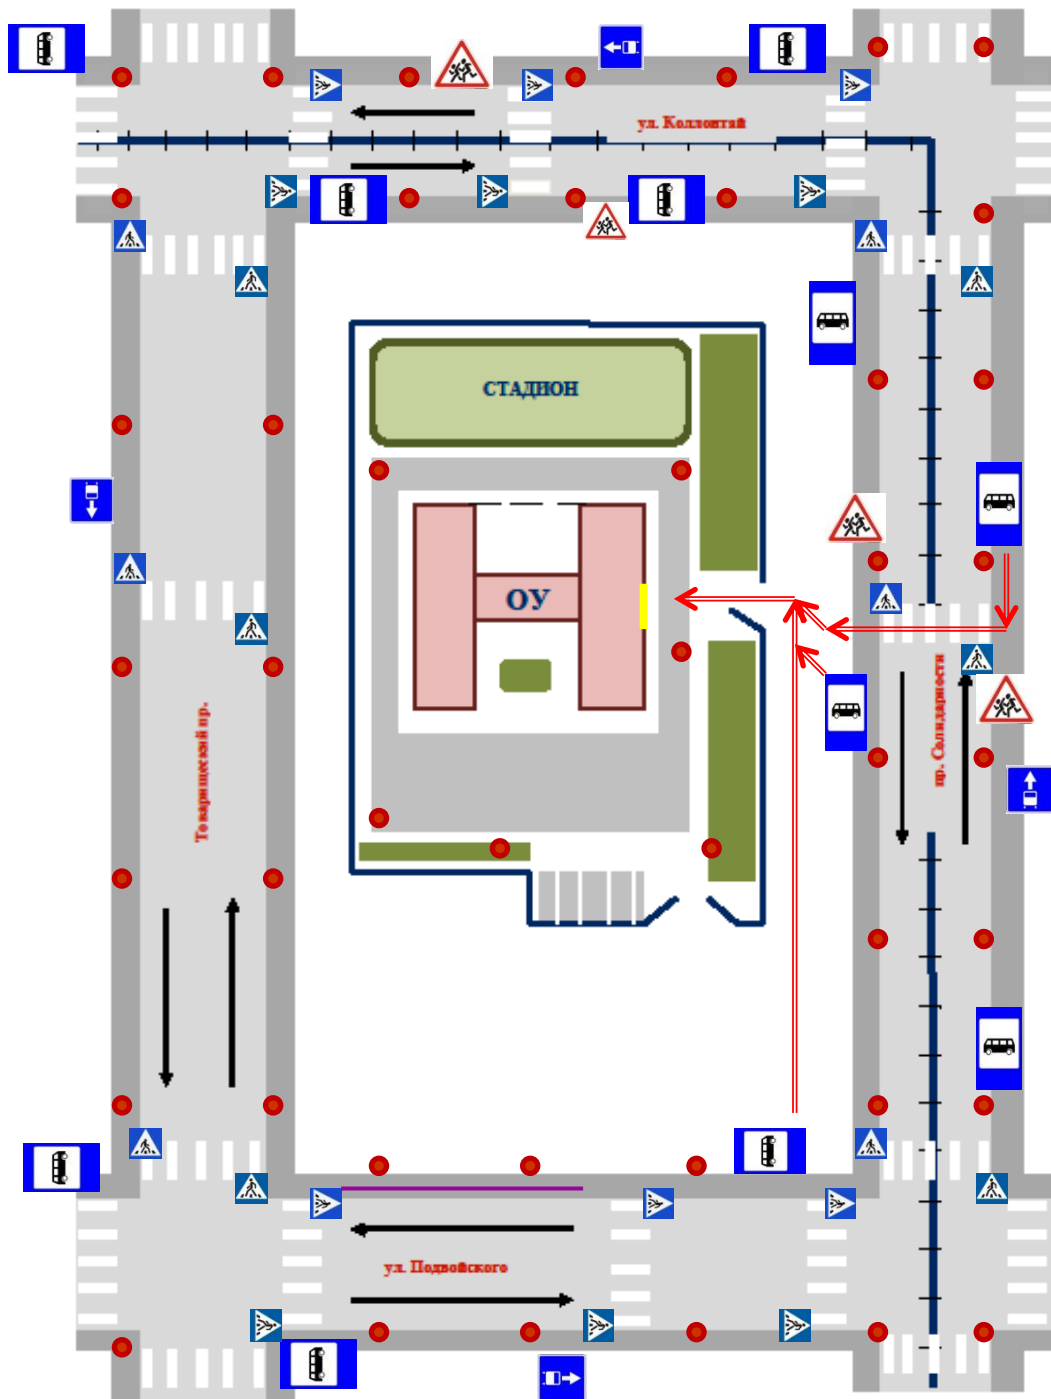 ул. Коллонтай
СТАДИОН
ОУ
Товарищеский пр.
пр. Солидарности
ул. Подвойского